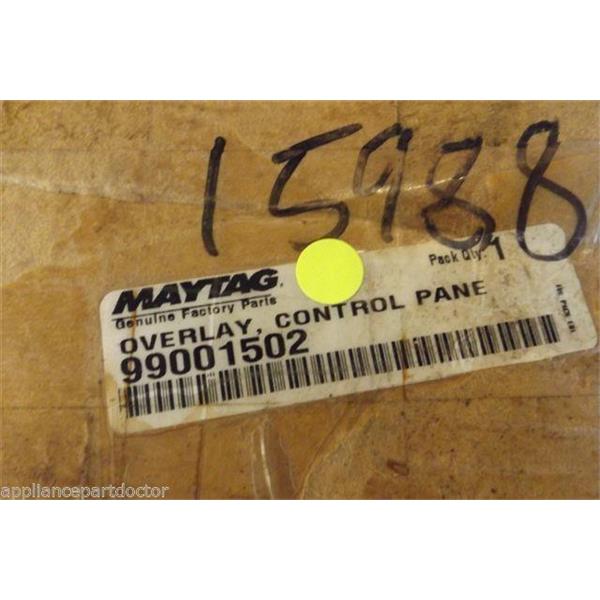 15988
MAYTAG
Pack Qty: 1
Genuine Factory Parts
OVERLAY, CONTROL PANE
99001502
appliancepartdoctor